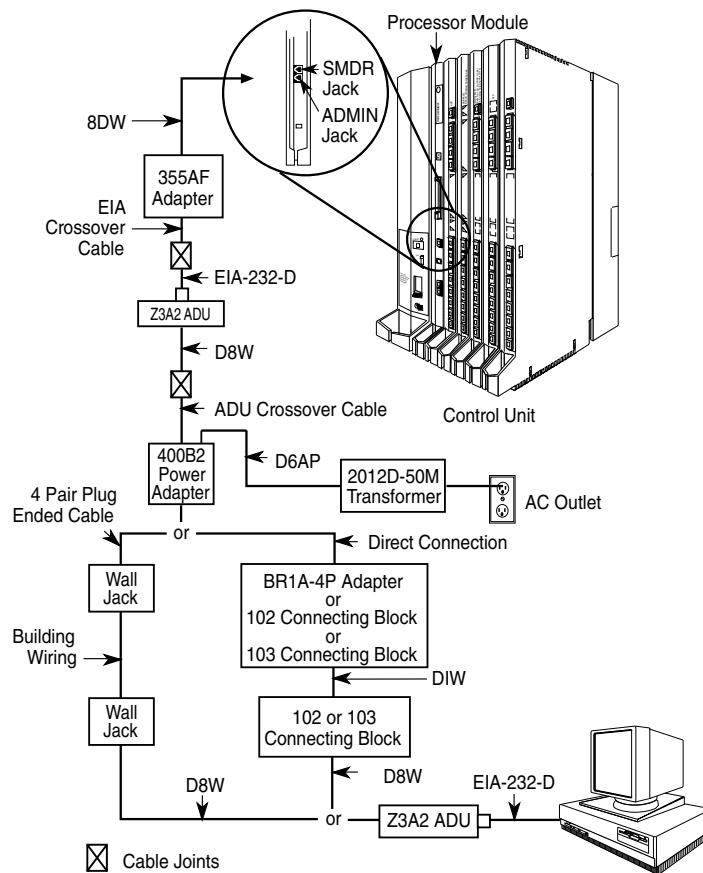 Processor Module
SMDR
Jack
ADMIN
Jack
8DW
355AF
Adapter
EIA
Crossover
Cable
EIA-232-D
Z3A2 ADU
D8W
ADU Crossover Cable
Control Unit
400B2
Power
Adapter
D6AP
2012D-50M
Transformer
AC Outlet
4 Pair Plug
Ended Cable
or
Direct Connection
Wall
Jack
BR1A-4P Adapter
or
102 Connecting Block
or
103 Connecting Block
Building
Wiring
DIW
Wall
Jack
102 or 103
Connecting Block
D8W
D8W
EIA-232-D
or
Z3A2 ADU
Cable Joints